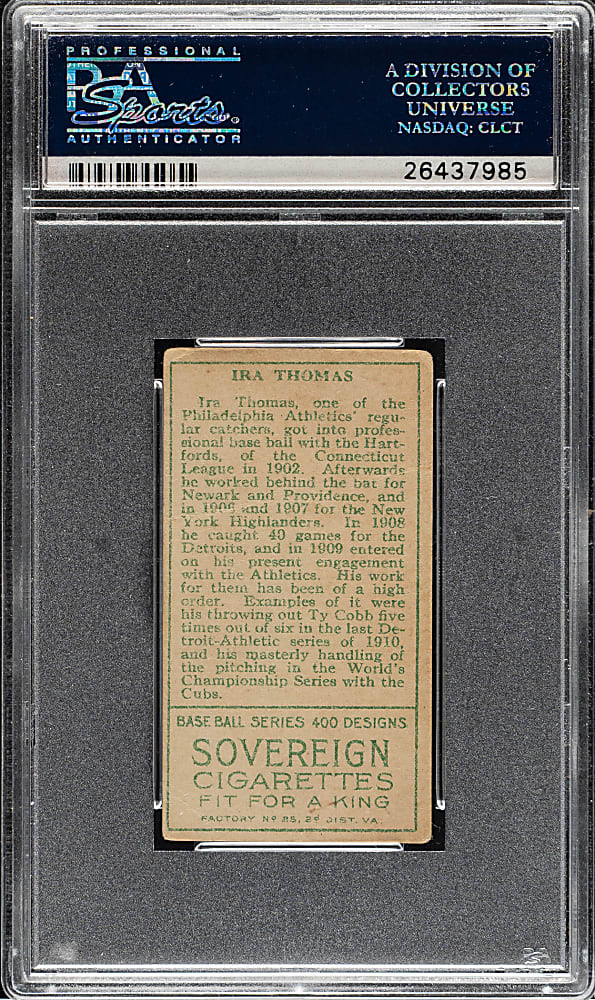 PROFESSIONAL
PSA
Sports
AUTHENTICATOR
A DIVISION OF
COLLECTORS
UNIVERSE
NASDAQ: CLCT
26437985
IRA THOMAS
Ira Thomas, one of the
Philadelphia Athletics' regu-
lar catchers, got into profes-
sional base ball with the Hart-
fords, of the Connecticut
League in 1902. Afterwards
he worked behind the bat for
Newark and Providence, and
in 1906 and 1907 for the New
York Highlanders. In 1908
he caught 40 games for the
Detroits, and in 1909 entered
on his present engagement
with the Athletics. His work
for them has been of a high
order. Examples of it were
his throwing out Ty Cobb five
times out of six in the last De-
troit-Athletic series of 1910,
and his masterly handling of
the pitching in the World's
Championship Series with the
Cubs.
BASE BALL SERIES 400 DESIGNS
SOVEREIGN
CIGARETTES
FIT FOR A KING
FACTORY Nº 25, 2ᴰ DIST. VA.